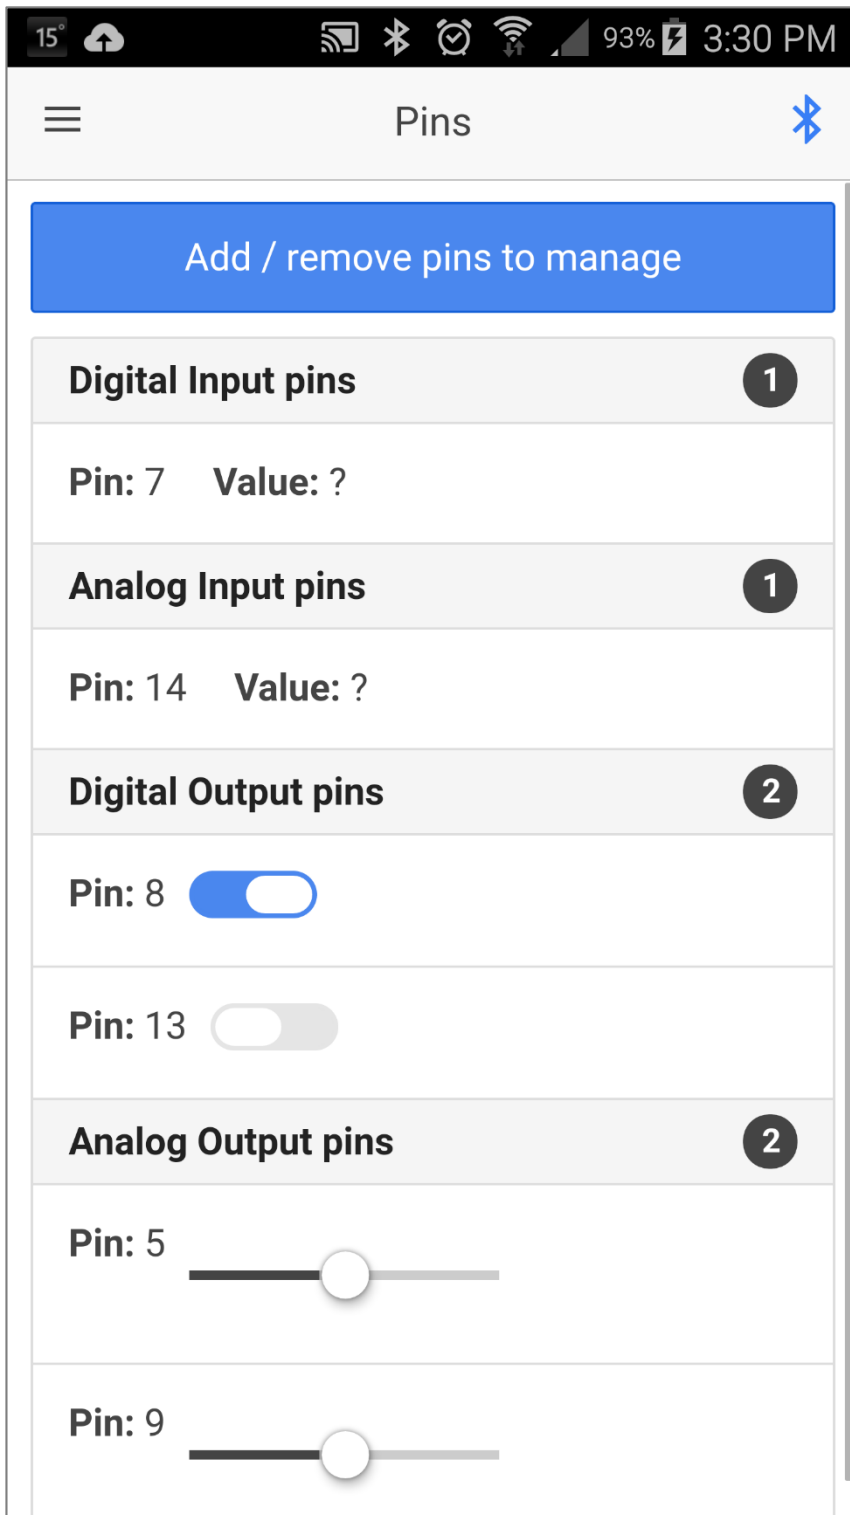 15° 93% 3:30 PM
Pins
Add / remove pins to manage
Digital Input pins 1
Pin: 7 Value: ?
Analog Input pins 1
Pin: 14 Value: ?
Digital Output pins 2
Pin: 8
Pin: 13
Analog Output pins 2
Pin: 5
Pin: 9